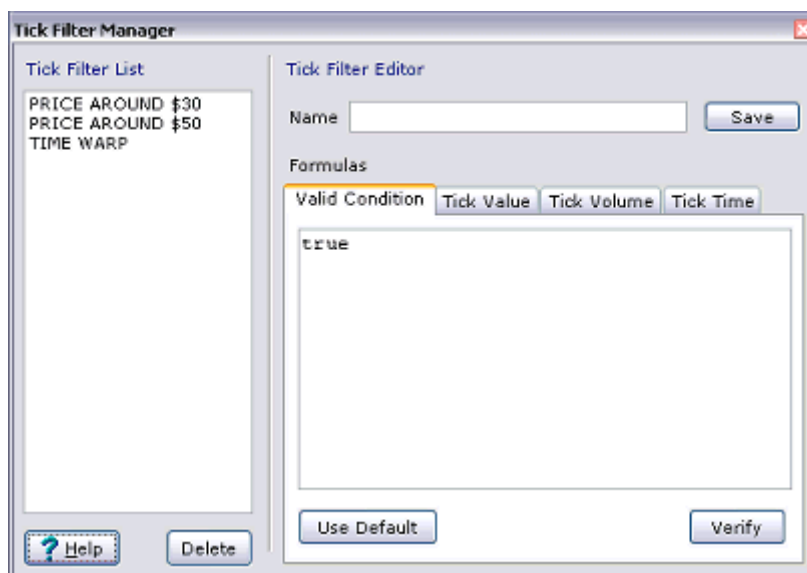 Tick Filter Manager
Tick Filter List
PRICE AROUND $30
PRICE AROUND $50
TIME WARP
? Help
Delete
Tick Filter Editor
Name
Save
Formulas
Valid Condition Tick Value Tick Volume Tick Time
true
Use Default
Verify